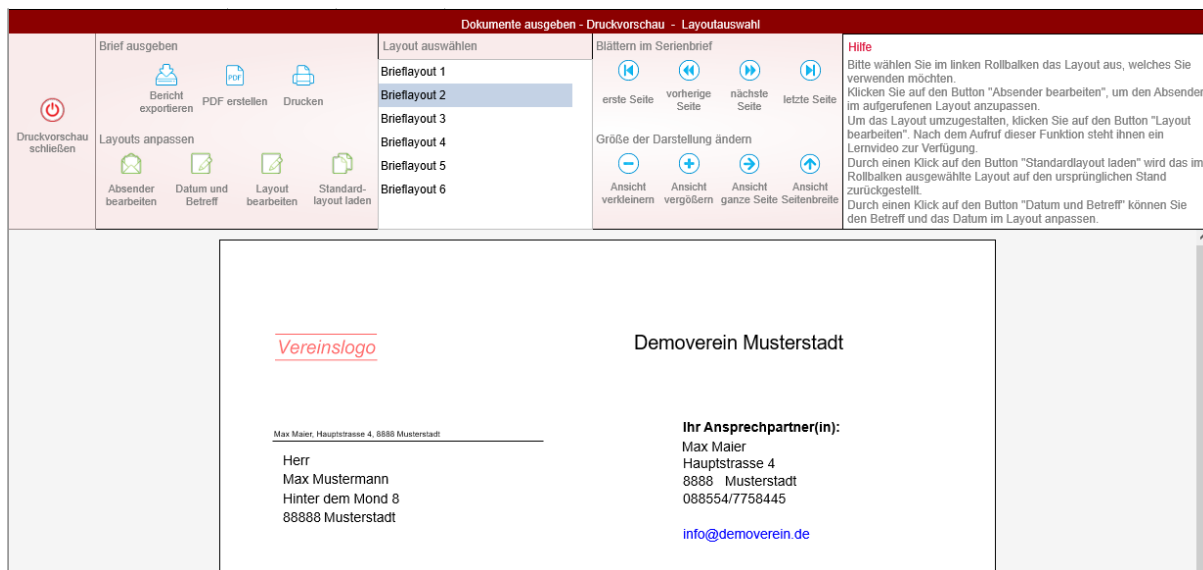 Dokumente ausgeben - Druckvorschau - Layoutauswahl
Druckvorschau
schließen
Brief ausgeben
Bericht
exportieren
PDF
PDF erstellen
Drucken
Layouts anpassen
Absender
bearbeiten
Datum und
Betreff
Layout
bearbeiten
Standard-
layout laden
Layout auswählen
Brieflayout 1
Brieflayout 2
Brieflayout 3
Brieflayout 4
Brieflayout 5
Brieflayout 6
Blättern im Serienbrief
erste Seite
vorherige
Seite
nächste
Seite
letzte Seite
Größe der Darstellung ändern
Ansicht
verkleinern
Ansicht
vergößern
Ansicht
ganze Seite
Ansicht
Seitenbreite
Hilfe
Bitte wählen Sie im linken Rollbalken das Layout aus, welches Sie
verwenden möchten.
Klicken Sie auf den Button "Absender bearbeiten", um den Absender
im aufgerufenen Layout anzupassen.
Um das Layout umzugestalten, klicken Sie auf den Button "Layout
bearbeiten". Nach dem Aufruf dieser Funktion steht ihnen ein
Lernvideo zur Verfügung.
Durch einen Klick auf den Button "Standardlayout laden" wird das im
Rollbalken ausgewählte Layout auf den ursprünglichen Stand
zurückgestellt.
Durch einen Klick auf den Button "Datum und Betreff" können Sie
den Betreff und das Datum im Layout anpassen.
Vereinslogo
Demoverein Musterstadt
Max Maier, Hauptstrasse 4, 8888 Musterstadt
Herr
Max Mustermann
Hinter dem Mond 8
88888 Musterstadt
Ihr Ansprechpartner(in):
Max Maier
Hauptstrasse 4
8888 Musterstadt
088554/7758445
info@demoverein.de